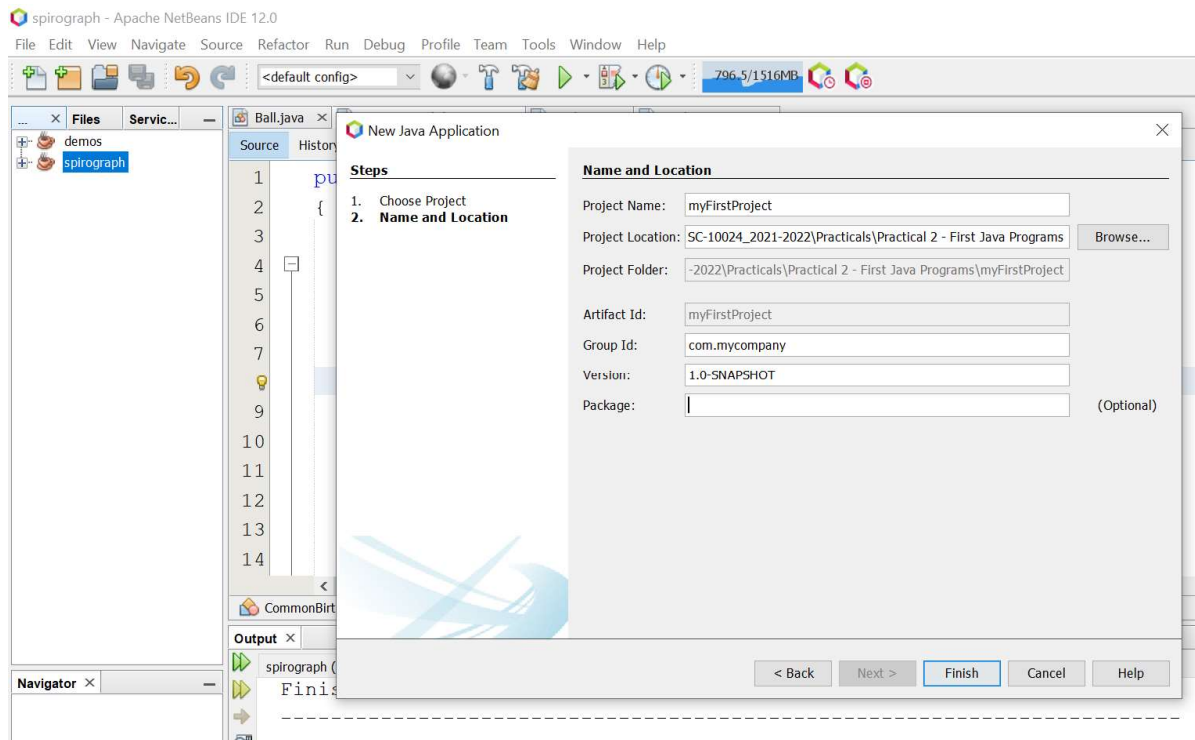 spirograph - Apache NetBeans IDE 12.0
File Edit View Navigate Source Refactor Run Debug Profile Team Tools Window Help
<default config>
796.5/1516MB
... Files Servic...
demos
spirograph
Ball.java
Source History
1 pu
2 {
3
4
5
6
7
9
10
11
12
13
14
CommonBirt
Output
spirograph (
Finis
--------------------------------------------------------------------------------
Navigator
New Java Application
Steps
1. Choose Project
2. Name and Location
Name and Location
Project Name: myFirstProject
Project Location: SC-10024_2021-2022\Practicals\Practical 2 - First Java Programs Browse...
Project Folder: -2022\Practicals\Practical 2 - First Java Programs\myFirstProject
Artifact Id: myFirstProject
Group Id: com.mycompany
Version: 1.0-SNAPSHOT
Package: (Optional)
< Back Next > Finish Cancel Help